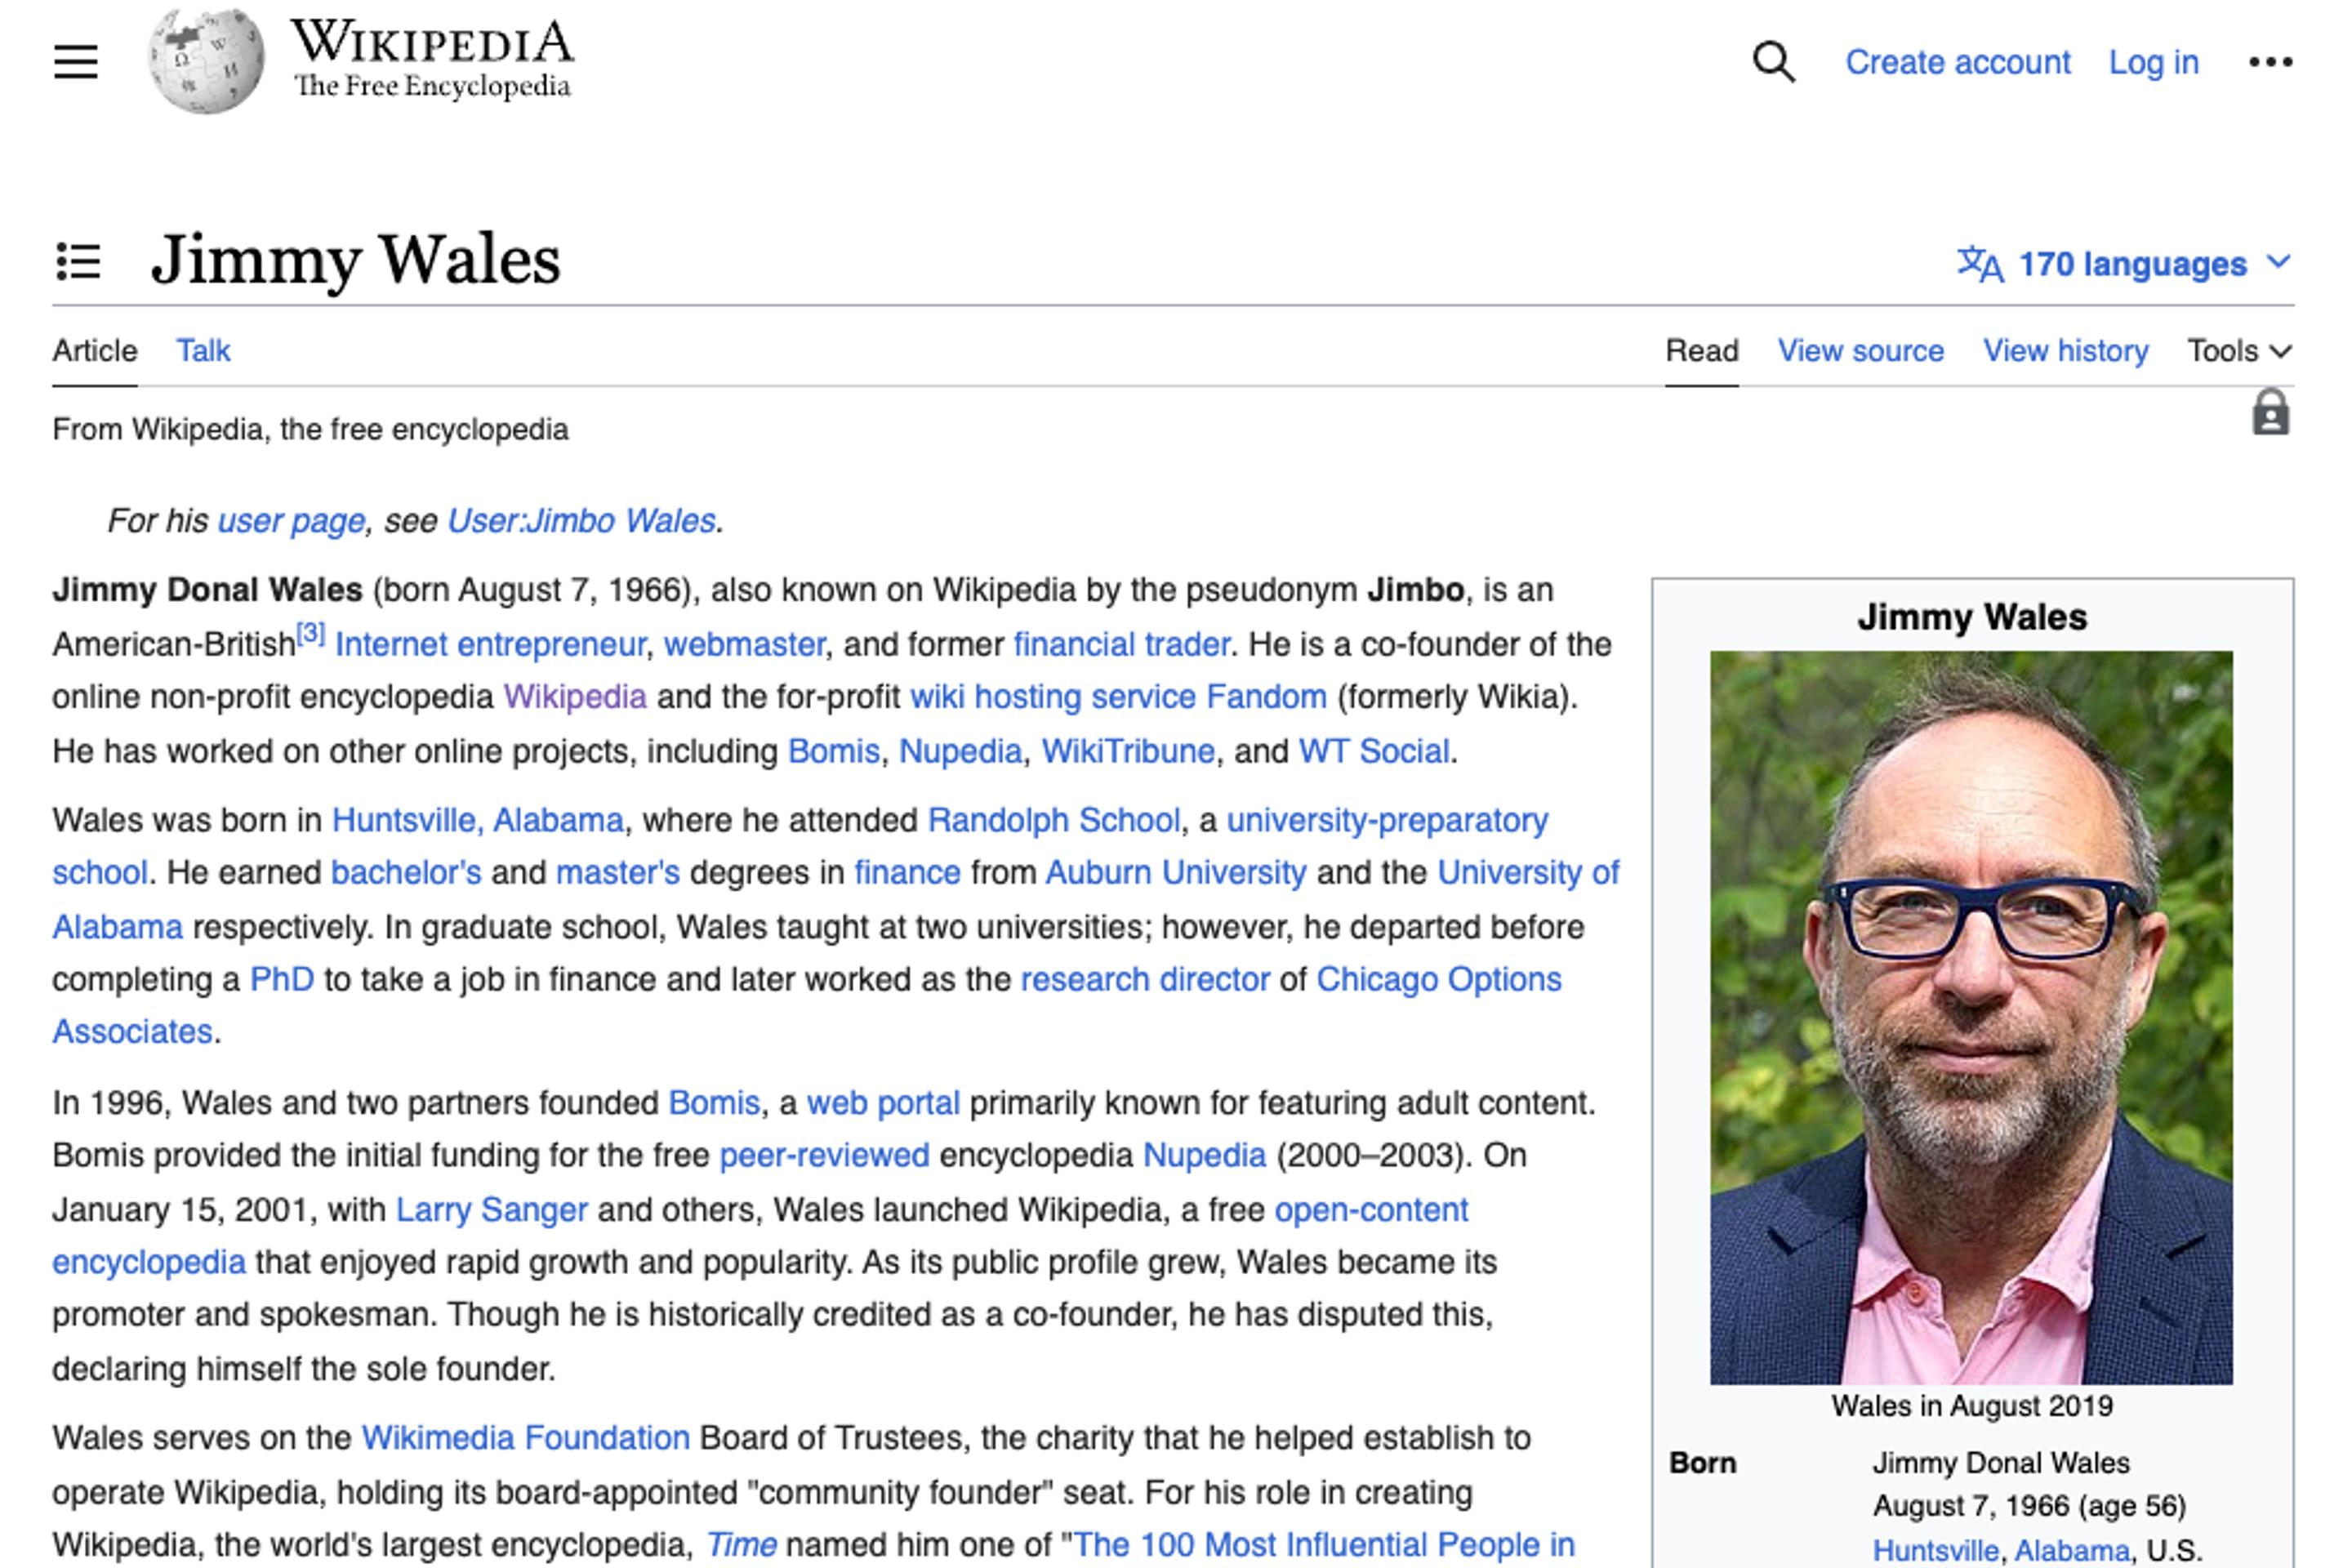 WIKIPEDIA
The Free Encyclopedia
Create account Log in
Jimmy Wales
170 languages
Article Talk
Read View source View history Tools
From Wikipedia, the free encyclopedia
For his user page, see User:Jimbo Wales.
Jimmy Donal Wales (born August 7, 1966), also known on Wikipedia by the pseudonym Jimbo, is an
American-British[3] Internet entrepreneur, webmaster, and former financial trader. He is a co-founder of the
online non-profit encyclopedia Wikipedia and the for-profit wiki hosting service Fandom (formerly Wikia).
He has worked on other online projects, including Bomis, Nupedia, WikiTribune, and WT Social.
Wales was born in Huntsville, Alabama, where he attended Randolph School, a university-preparatory
school. He earned bachelor's and master's degrees in finance from Auburn University and the University of
Alabama respectively. In graduate school, Wales taught at two universities; however, he departed before
completing a PhD to take a job in finance and later worked as the research director of Chicago Options
Associates.
In 1996, Wales and two partners founded Bomis, a web portal primarily known for featuring adult content.
Bomis provided the initial funding for the free peer-reviewed encyclopedia Nupedia (2000–2003). On
January 15, 2001, with Larry Sanger and others, Wales launched Wikipedia, a free open-content
encyclopedia that enjoyed rapid growth and popularity. As its public profile grew, Wales became its
promoter and spokesman. Though he is historically credited as a co-founder, he has disputed this,
declaring himself the sole founder.
Wales serves on the Wikimedia Foundation Board of Trustees, the charity that he helped establish to
operate Wikipedia, holding its board-appointed "community founder" seat. For his role in creating
Wikipedia, the world's largest encyclopedia, Time named him one of "The 100 Most Influential People in
Jimmy Wales
Wales in August 2019
Born Jimmy Donal Wales
August 7, 1966 (age 56)
Huntsville, Alabama, U.S.